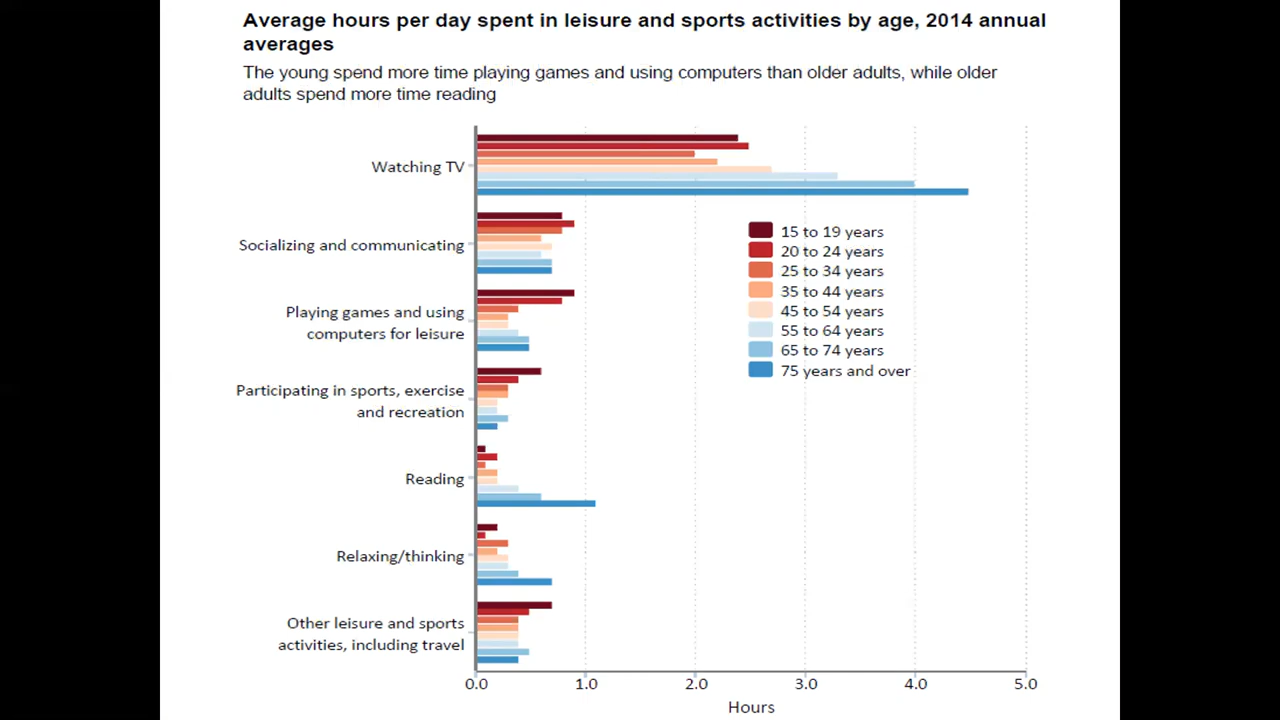 Average hours per day spent in leisure and sports activities by age, 2014 annual
averages
The young spend more time playing games and using computers than older adults, while older
adults spend more time reading
Watching TV
Socializing and communicating
Playing games and using
computers for leisure
Participating in sports, exercise
and recreation
Reading
Relaxing/thinking
Other leisure and sports
activities, including travel
15 to 19 years
20 to 24 years
25 to 34 years
35 to 44 years
45 to 54 years
55 to 64 years
65 to 74 years
75 years and over
0.0 1.0 2.0 3.0 4.0 5.0
Hours